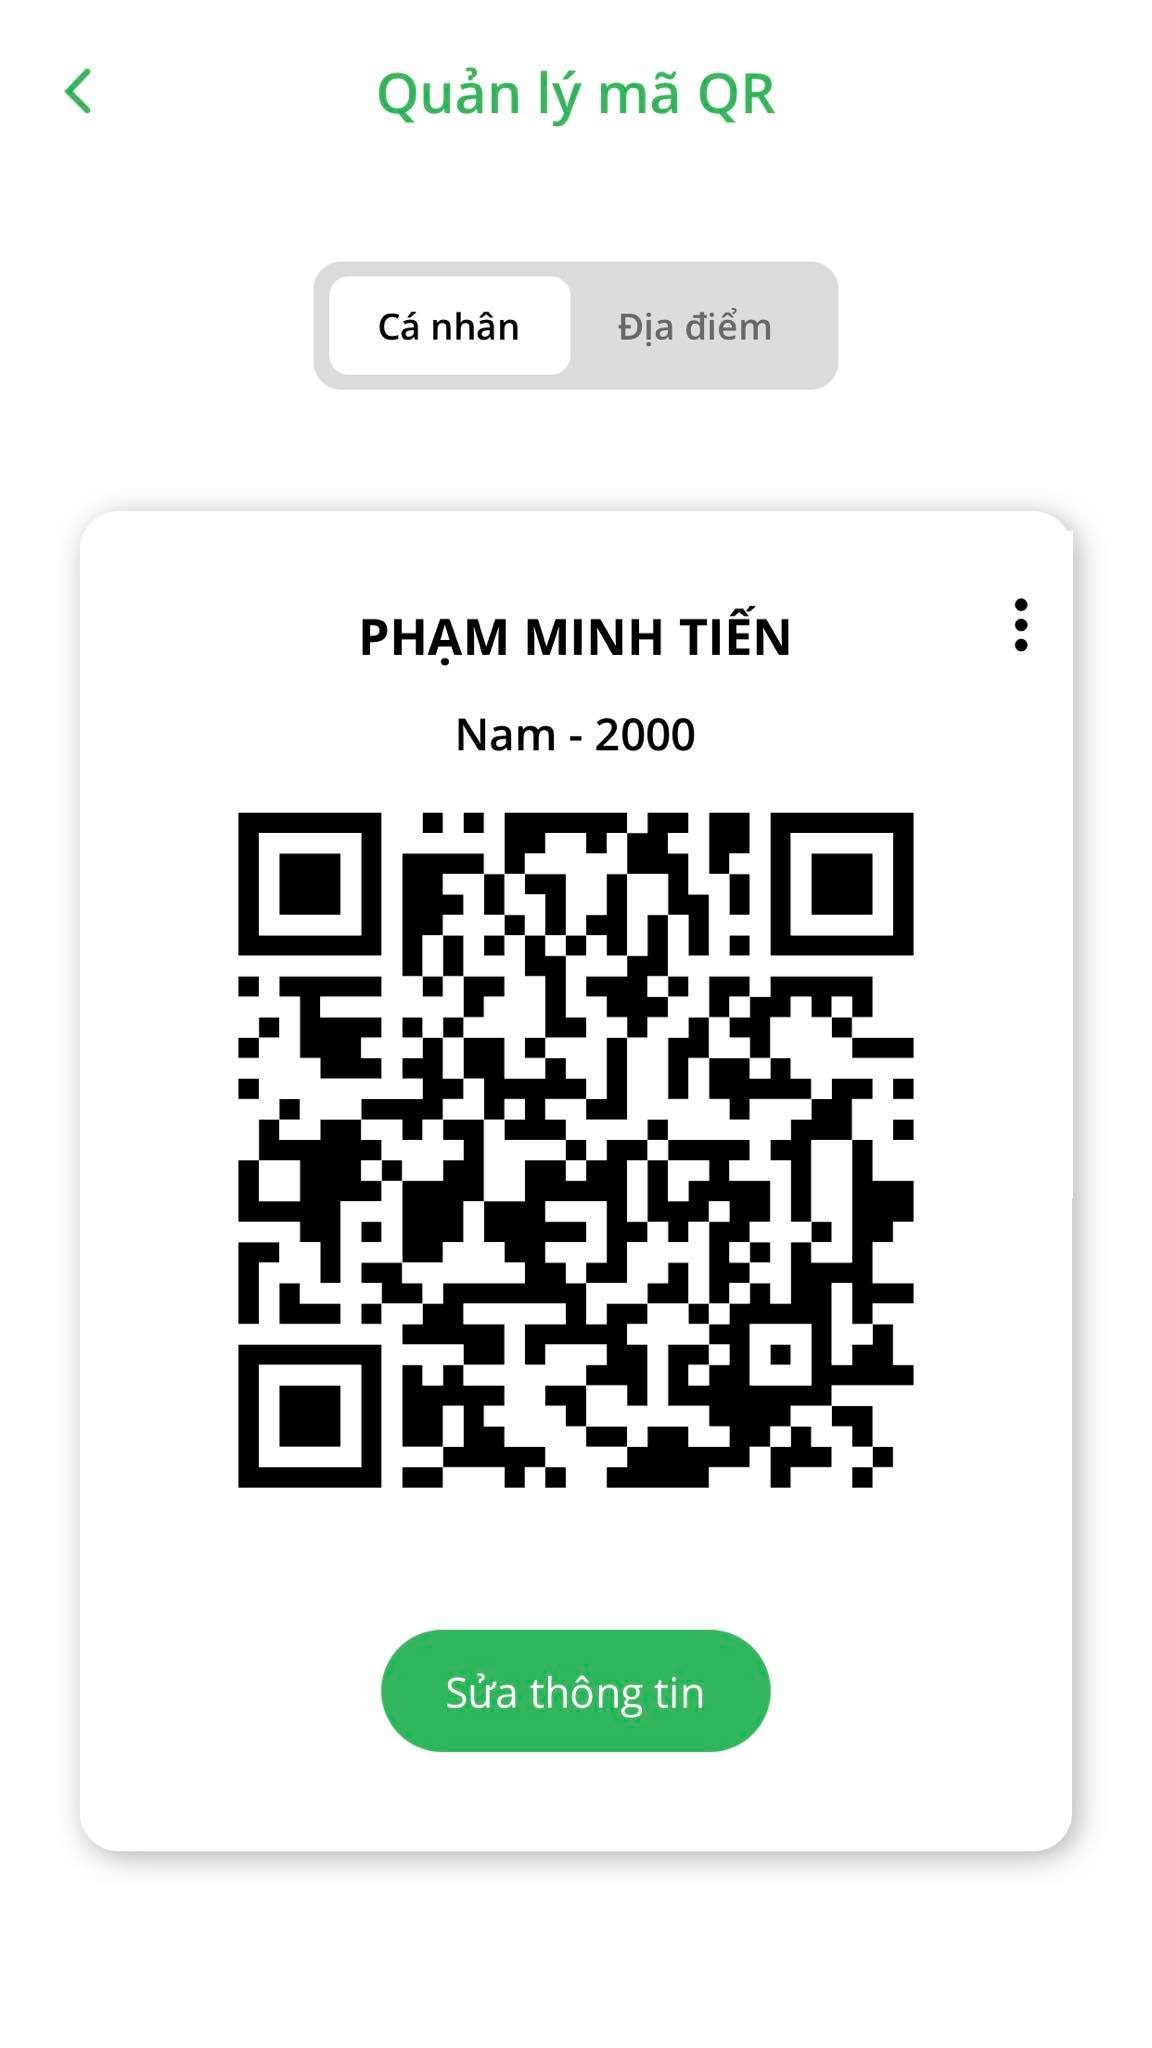 Quản lý mã QR
Cá nhân
Địa điểm
PHẠM MINH TIẾN
Nam - 2000
Sửa thông tin